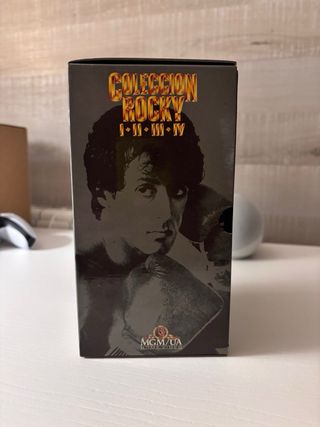 COLECCION
ROCKY
I • II • III • IV
MGM/UA